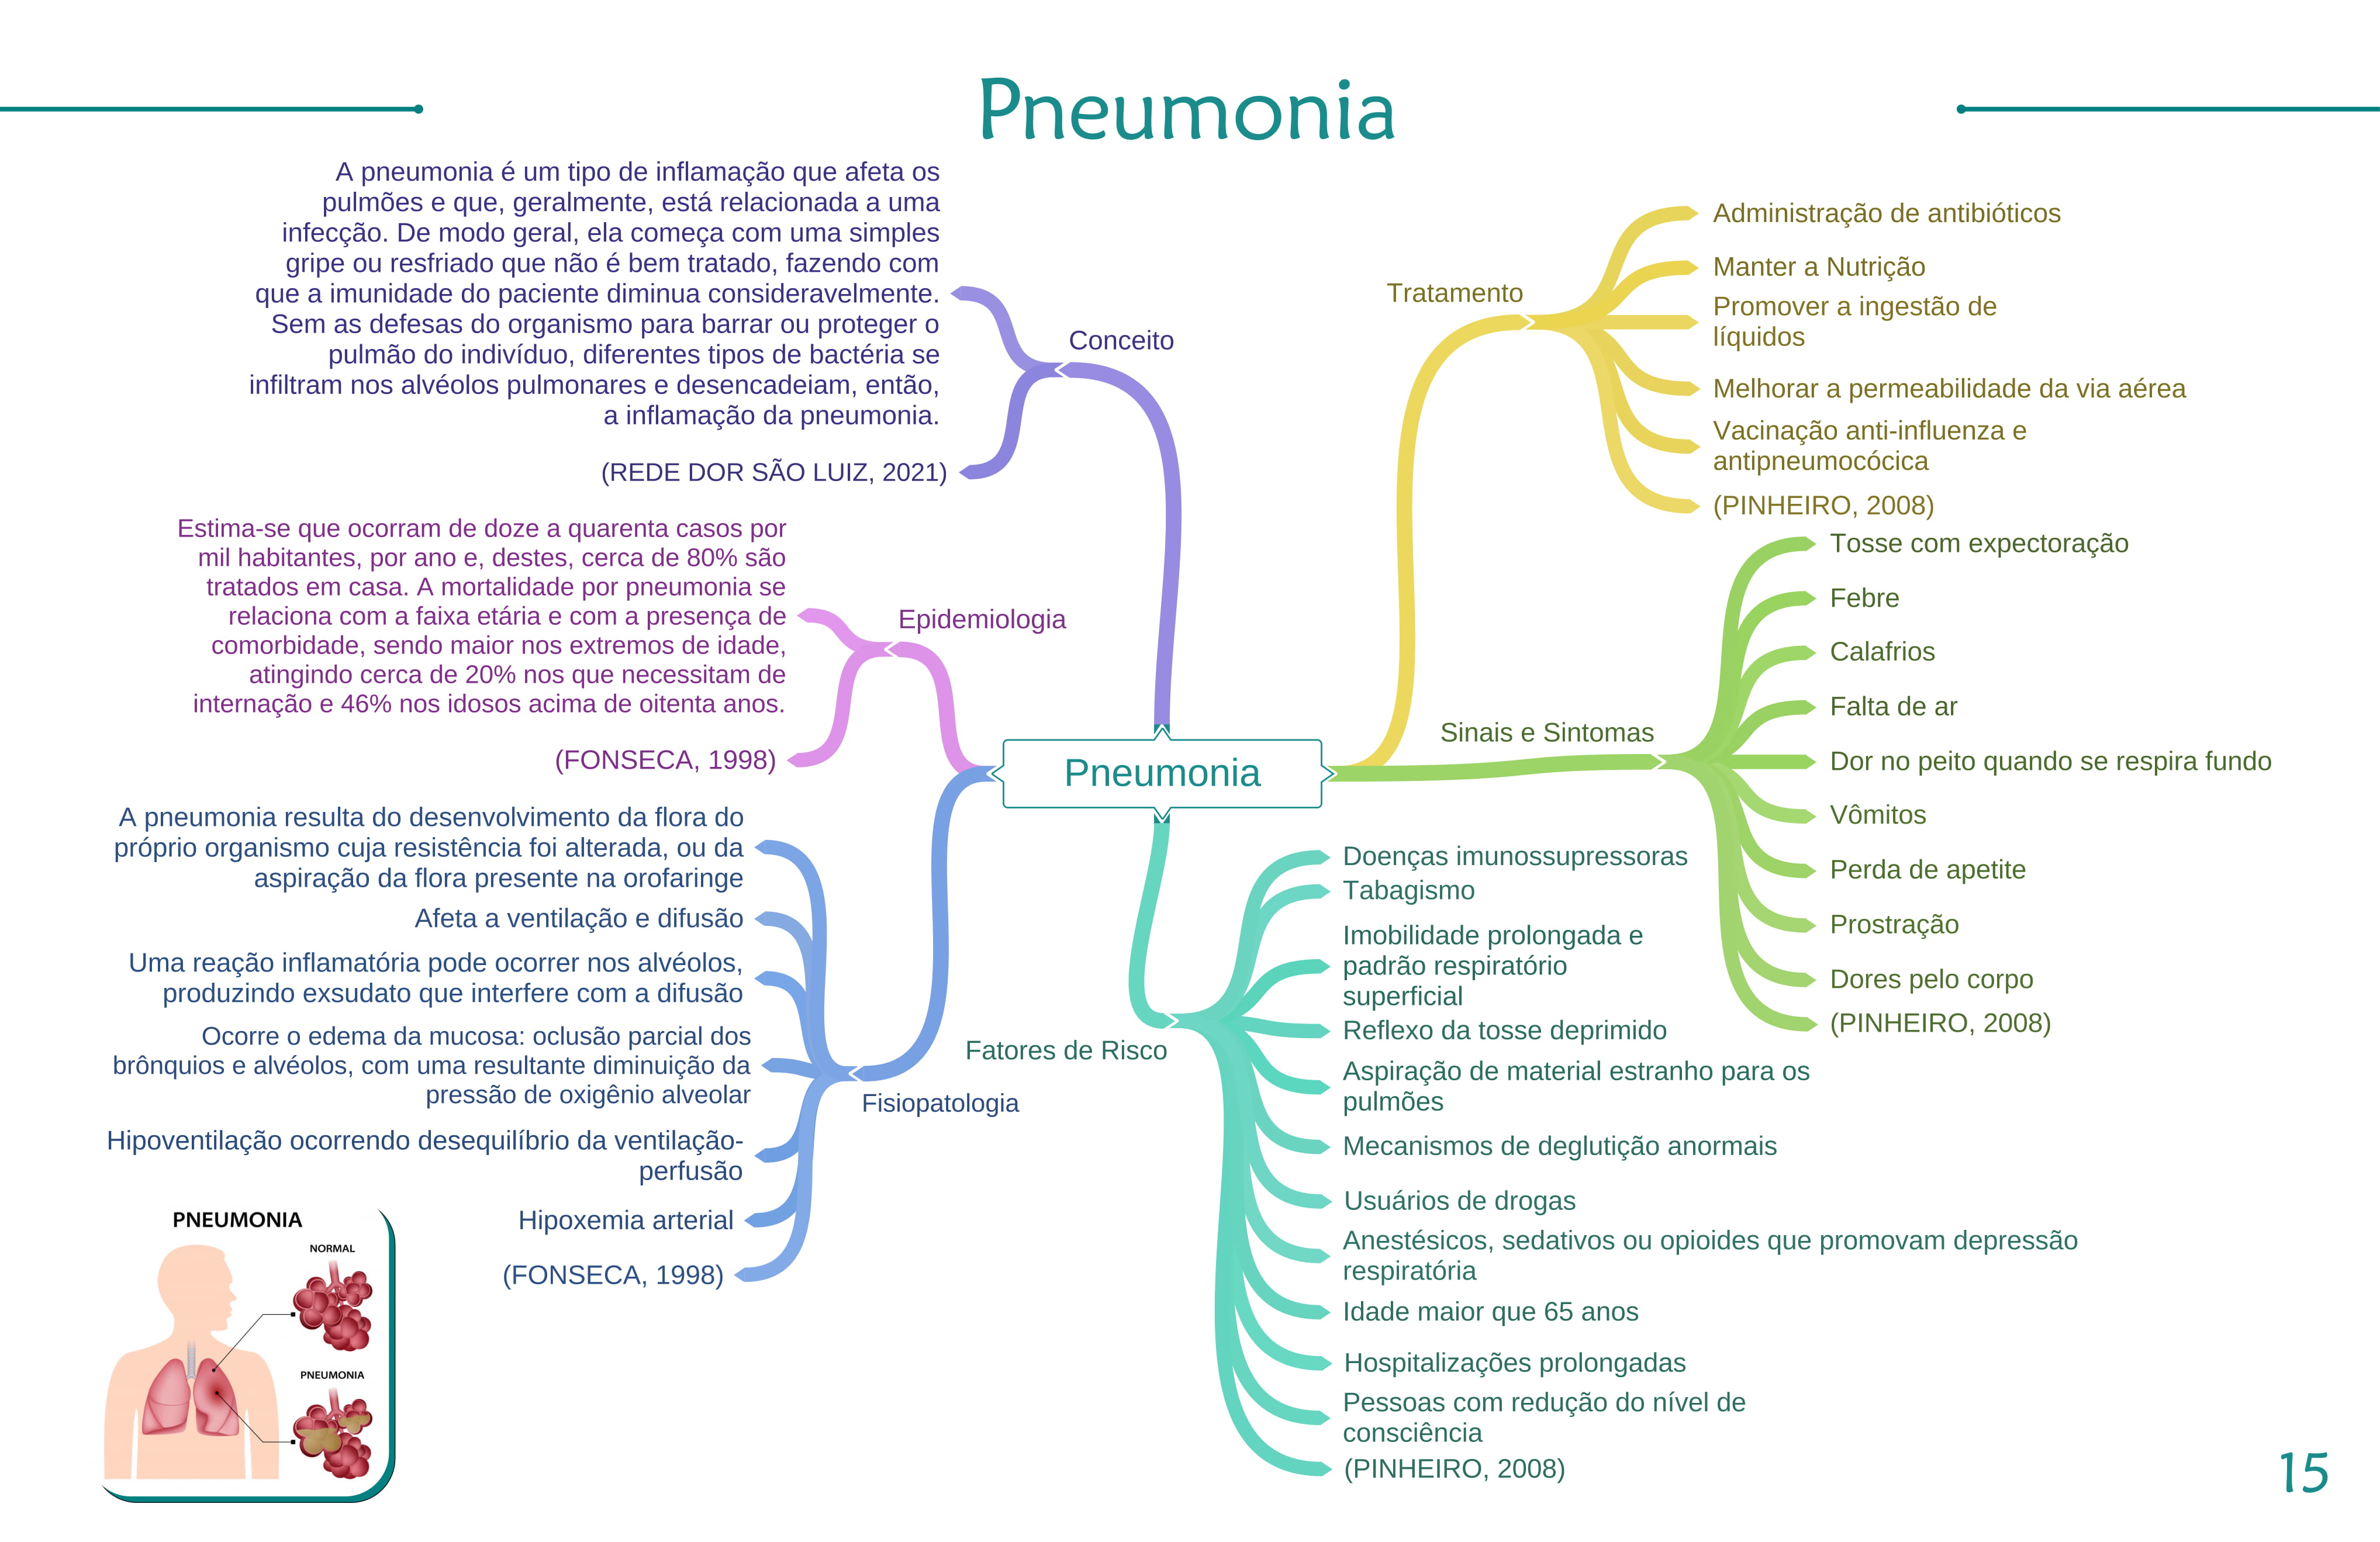 Pneumonia
A pneumonia é um tipo de inflamação que afeta os
pulmões e que, geralmente, está relacionada a uma
infecção. De modo geral, ela começa com uma simples
gripe ou resfriado que não é bem tratado, fazendo com
que a imunidade do paciente diminua consideravelmente.
Sem as defesas do organismo para barrar ou proteger o
pulmão do indivíduo, diferentes tipos de bactéria se
infiltram nos alvéolos pulmonares e desencadeiam, então,
a inflamação da pneumonia.
(REDE DOR SÃO LUIZ, 2021)
Conceito
Estima-se que ocorram de doze a quarenta casos por
mil habitantes, por ano e, destes, cerca de 80% são
tratados em casa. A mortalidade por pneumonia se
relaciona com a faixa etária e com a presença de
comorbidade, sendo maior nos extremos de idade,
atingindo cerca de 20% nos que necessitam de
internação e 46% nos idosos acima de oitenta anos.
(FONSECA, 1998)
Epidemiologia
A pneumonia resulta do desenvolvimento da flora do
próprio organismo cuja resistência foi alterada, ou da
aspiração da flora presente na orofaringe
Afeta a ventilação e difusão
Uma reação inflamatória pode ocorrer nos alvéolos,
produzindo exsudato que interfere com a difusão
Ocorre o edema da mucosa: oclusão parcial dos
brônquios e alvéolos, com uma resultante diminuição da
pressão de oxigênio alveolar
Hipoventilação ocorrendo desequilíbrio da ventilação-
perfusão
Hipoxemia arterial
(FONSECA, 1998)
Fisiopatologia
PNEUMONIA
NORMAL
PNEUMONIA
Pneumonia
Tratamento
Administração de antibióticos
Manter a Nutrição
Promover a ingestão de
líquidos
Melhorar a permeabilidade da via aérea
Vacinação anti-influenza e
antipneumocócica
(PINHEIRO, 2008)
Sinais e Sintomas
Tosse com expectoração
Febre
Calafrios
Falta de ar
Dor no peito quando se respira fundo
Vômitos
Perda de apetite
Prostração
Dores pelo corpo
(PINHEIRO, 2008)
Fatores de Risco
Doenças imunossupressoras
Tabagismo
Imobilidade prolongada e
padrão respiratório
superficial
Reflexo da tosse deprimido
Aspiração de material estranho para os
pulmões
Mecanismos de deglutição anormais
Usuários de drogas
Anestésicos, sedativos ou opioides que promovam depressão
respiratória
Idade maior que 65 anos
Hospitalizações prolongadas
Pessoas com redução do nível de
consciência
(PINHEIRO, 2008)
15